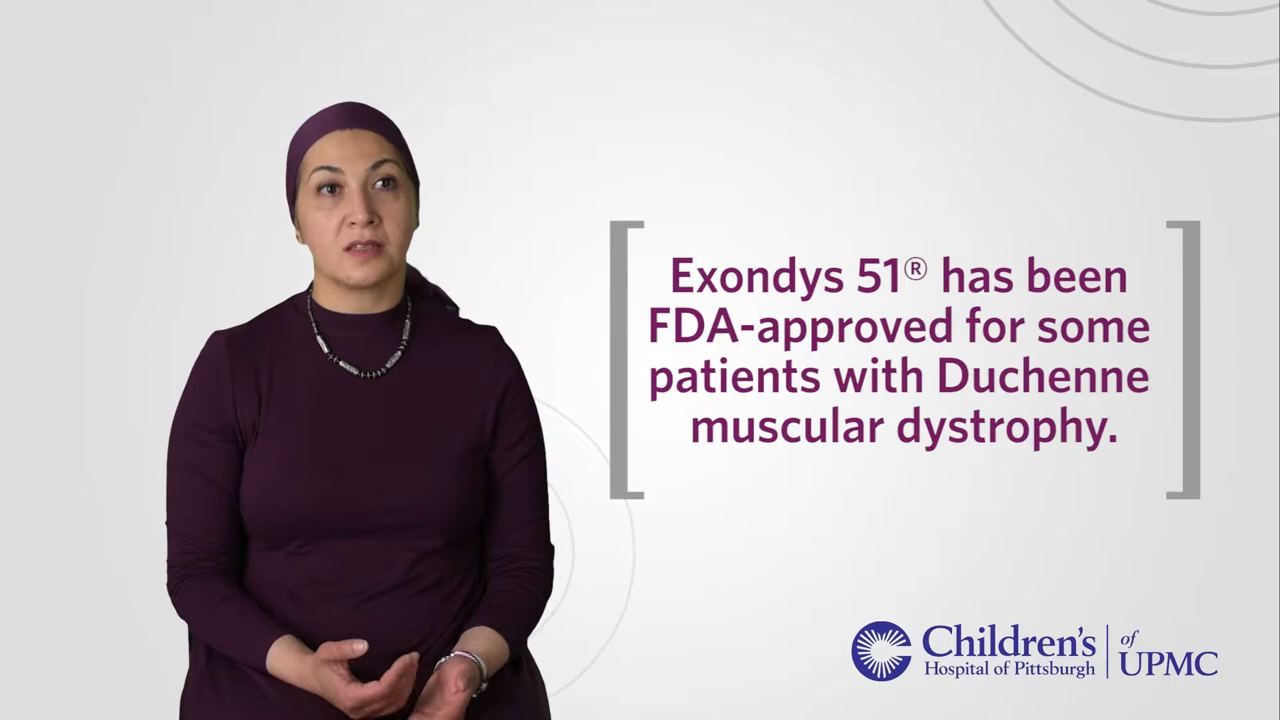 Exondys 51® has been
FDA-approved for some
patients with Duchenne
muscular dystrophy.
Children's
Hospital of Pittsburgh
of
UPMC